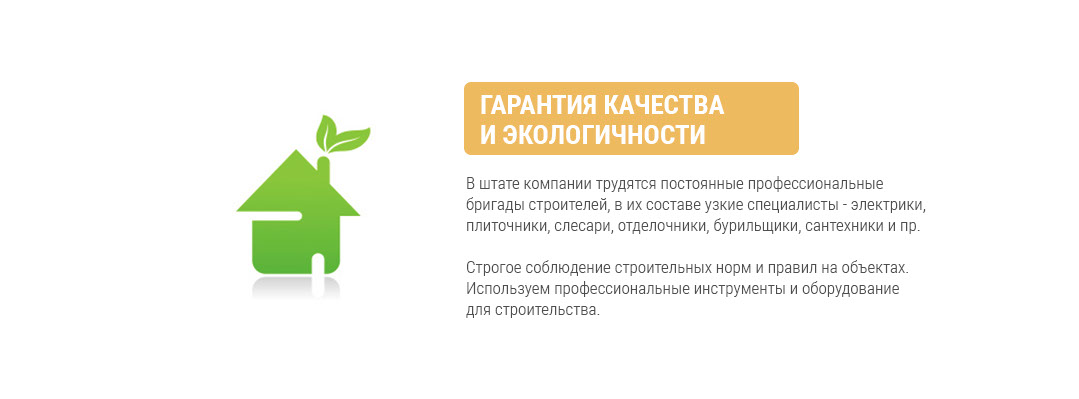 ГАРАНТИЯ КАЧЕСТВА
И ЭКОЛОГИЧНОСТИ
В штате компании трудятся постоянные профессиональные
бригады строителей, в их составе узкие специалисты - электрики,
плиточники, слесари, отделочники, бурильщики, сантехники и пр.
Строгое соблюдение строительных норм и правил на объектах.
Используем профессиональные инструменты и оборудование
для строительства.